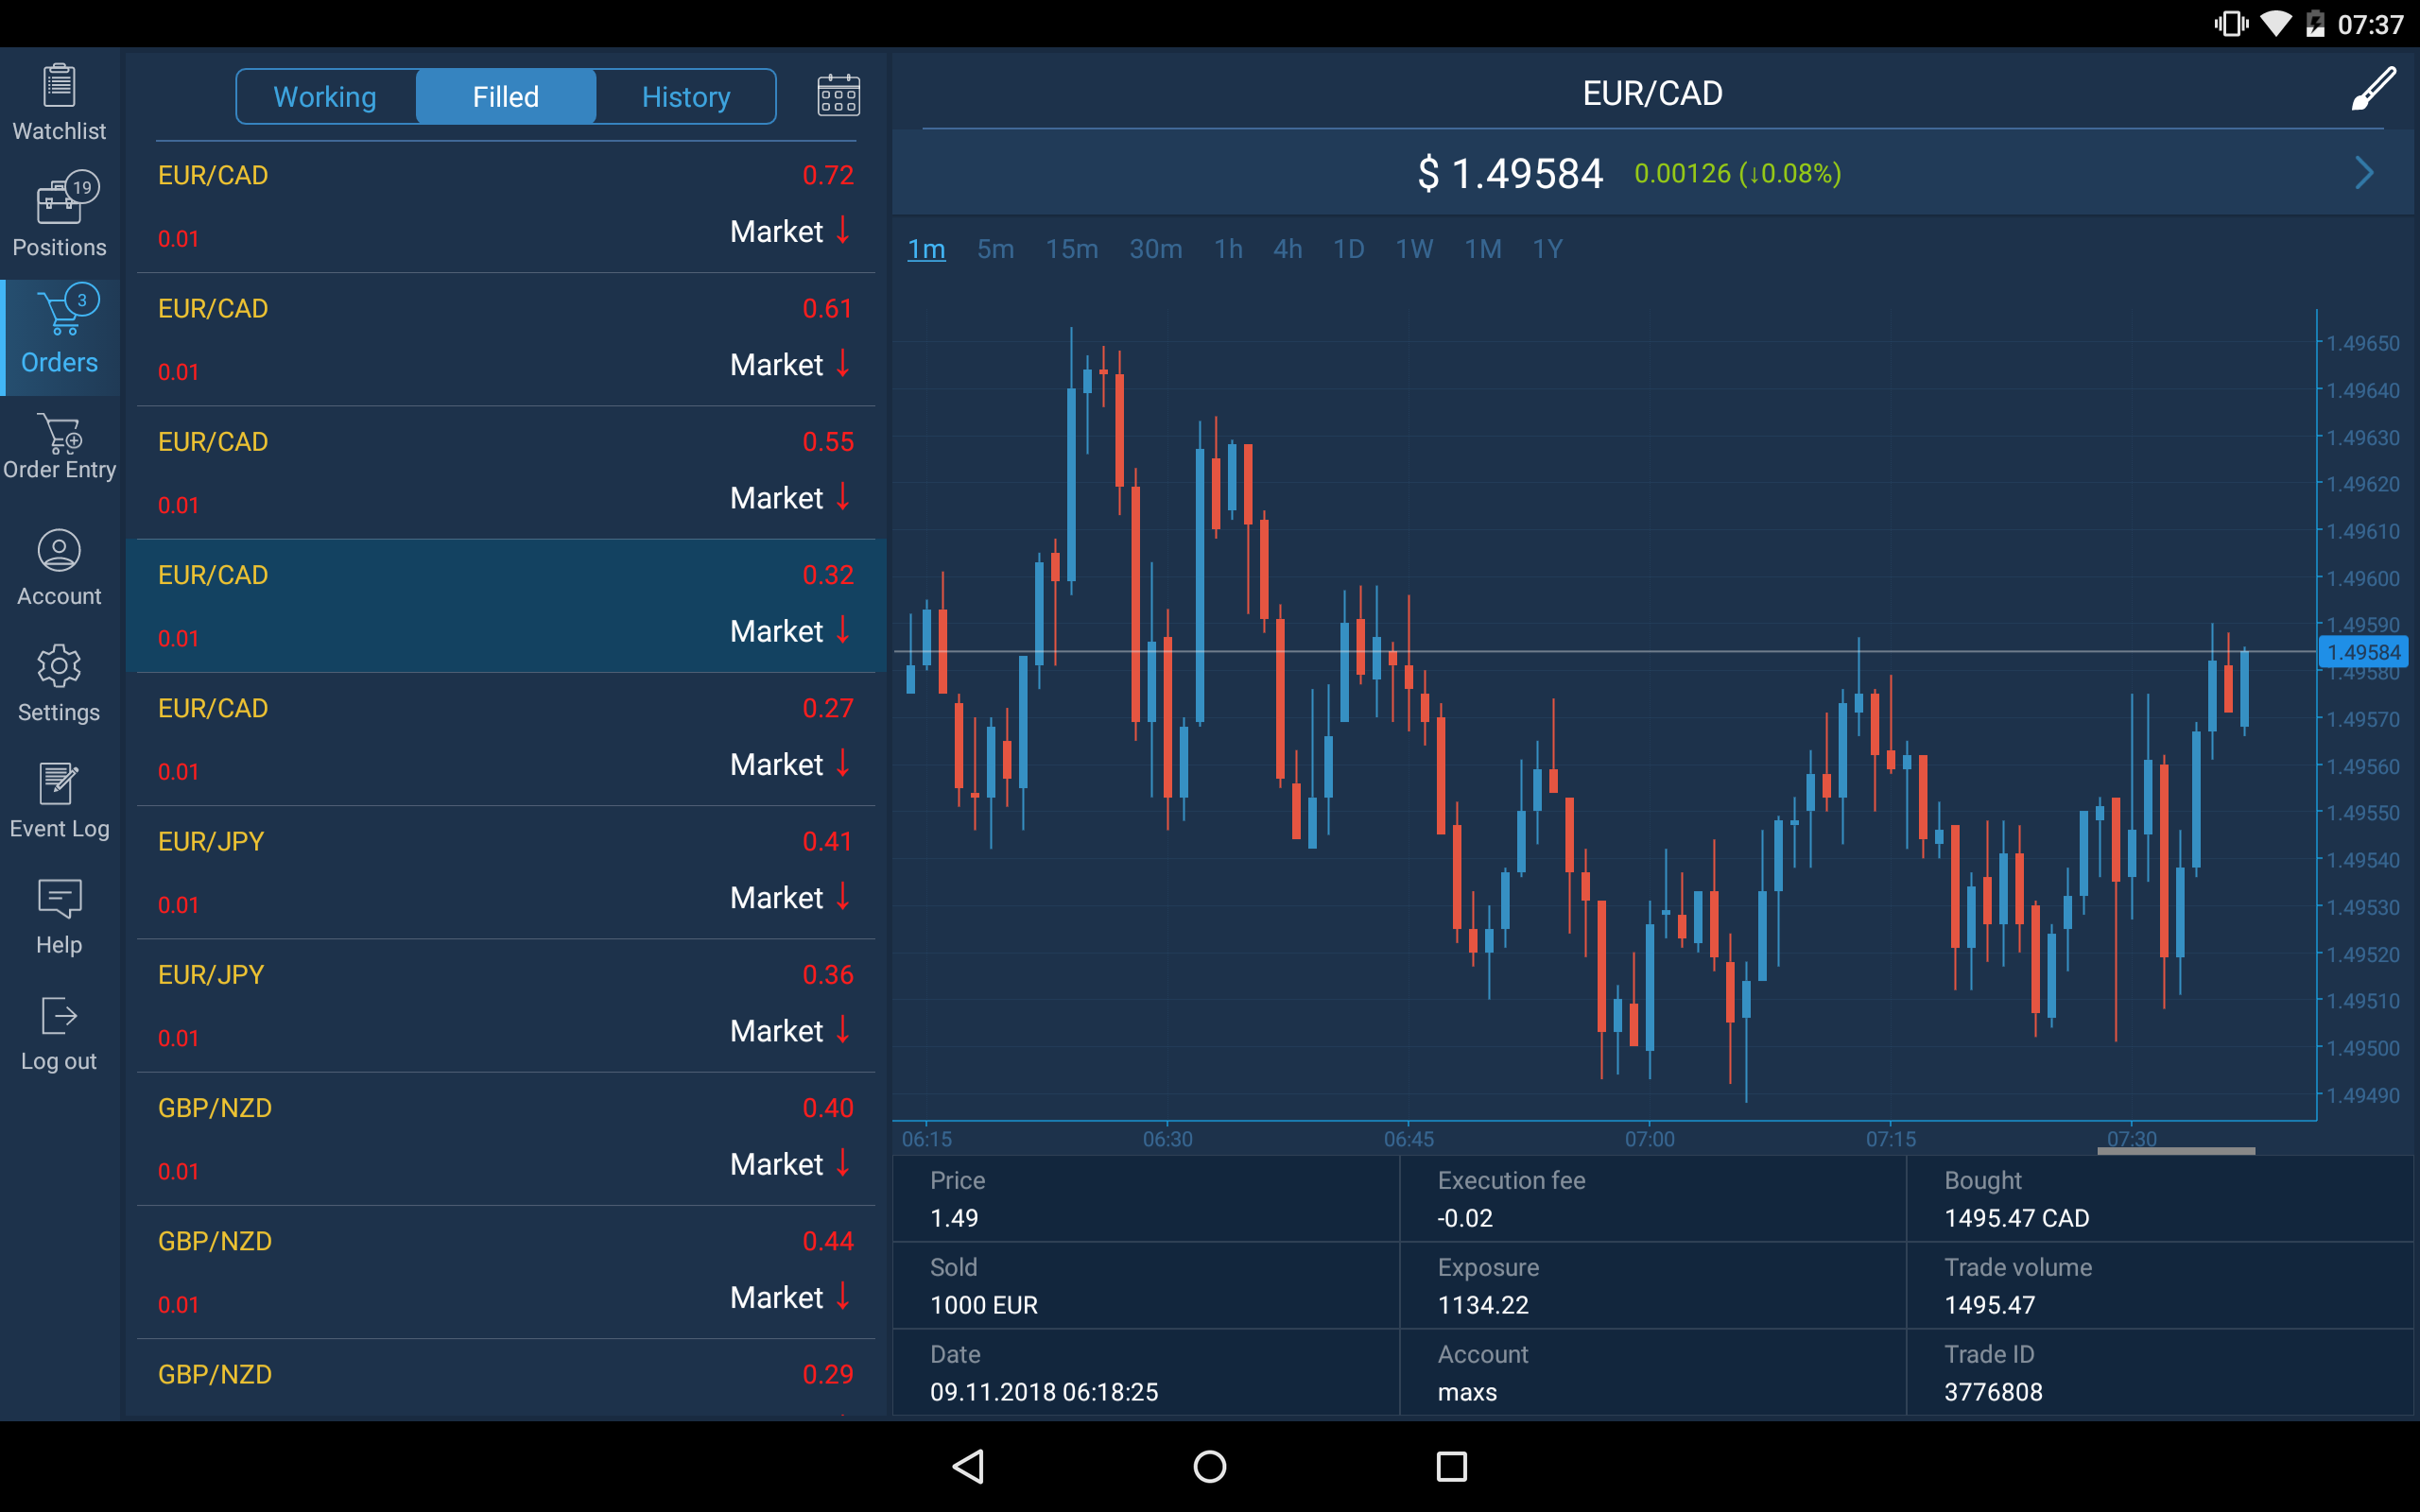 07:37
Watchlist
19
Positions
3
Orders
Order Entry
Account
Settings
Event Log
Help
Log out
Working Filled History
EUR/CAD 0.72
0.01 Market ↓
EUR/CAD 0.61
0.01 Market ↓
EUR/CAD 0.55
0.01 Market ↓
EUR/CAD 0.32
0.01 Market ↓
EUR/CAD 0.27
0.01 Market ↓
EUR/JPY 0.41
0.01 Market ↓
EUR/JPY 0.36
0.01 Market ↓
GBP/NZD 0.40
0.01 Market ↓
GBP/NZD 0.44
0.01 Market ↓
GBP/NZD 0.29
EUR/CAD
$ 1.49584 0.00126 (↓0.08%)
1m 5m 15m 30m 1h 4h 1D 1W 1M 1Y
1.49650
1.49640
1.49630
1.49620
1.49610
1.49600
1.49590
1.49584
1.49580
1.49570
1.49560
1.49550
1.49540
1.49530
1.49520
1.49510
1.49500
1.49490
06:15 06:30 06:45 07:00 07:15 07:30
Price Execution fee Bought
1.49 -0.02 1495.47 CAD
Sold Exposure Trade volume
1000 EUR 1134.22 1495.47
Date Account Trade ID
09.11.2018 06:18:25 maxs 3776808